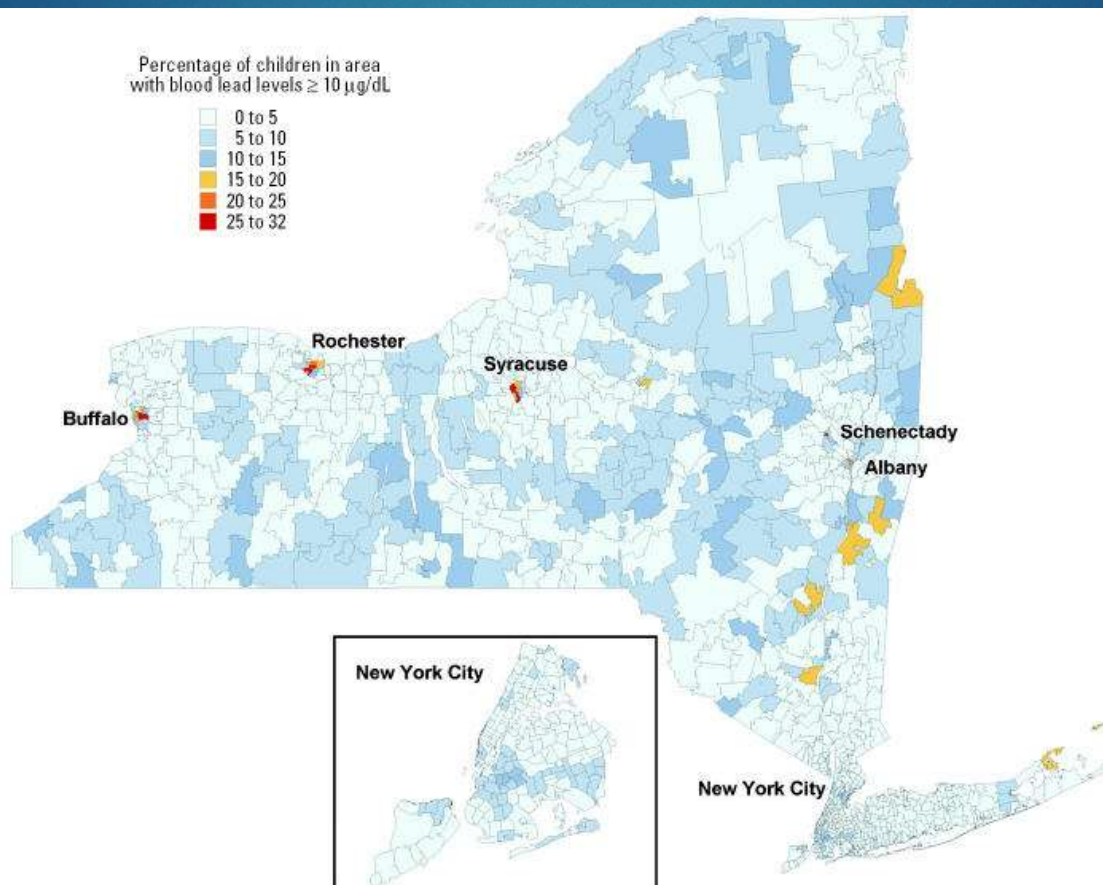 Percentage of children in area
with blood lead levels ≥ 10 µg/dL
0 to 5
5 to 10
10 to 15
15 to 20
20 to 25
25 to 32
Rochester
Syracuse
Buffalo
Schenectady
Albany
New York City
New York City